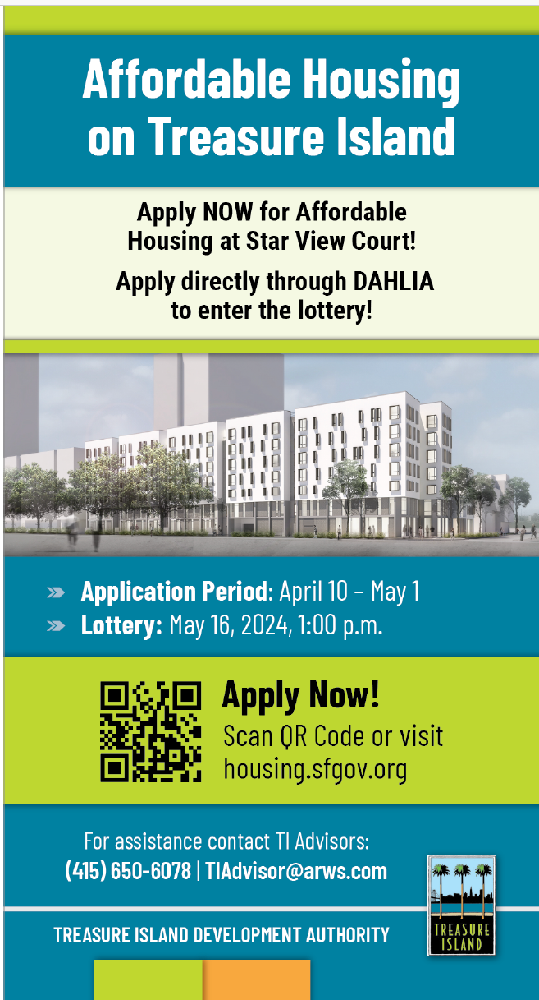 Affordable Housing
on Treasure Island
Apply NOW for Affordable
Housing at Star View Court!
Apply directly through DAHLIA
to enter the lottery!
Application Period: April 10 – May 1
Lottery: May 16, 2024, 1:00 p.m.
Apply Now!
Scan QR Code or visit
housing.sfgov.org
For assistance contact TI Advisors:
(415) 650-6078 | TIAdvisor@arws.com
TREASURE ISLAND DEVELOPMENT AUTHORITY
TREASURE
ISLAND